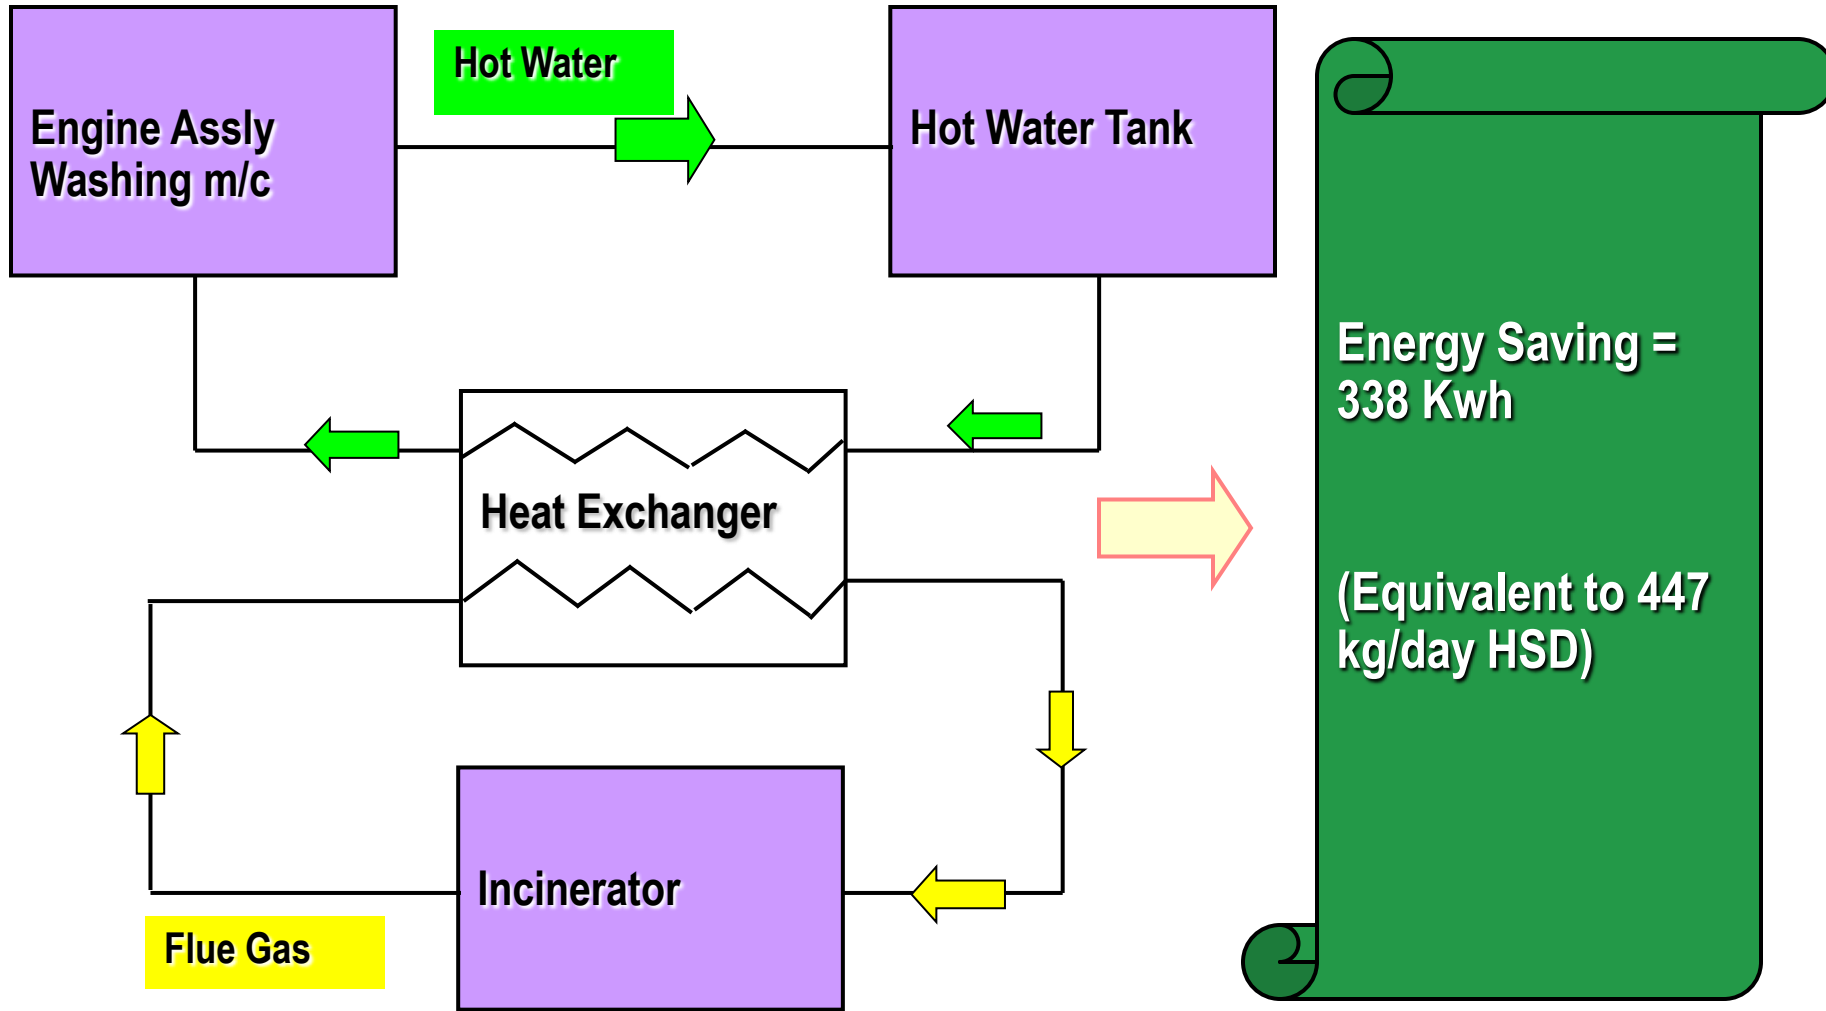 Hot Water
Engine Assly
Washing m/c
Hot Water Tank
Energy Saving =
338 Kwh
Heat Exchanger
(Equivalent to 447
kg/day HSD)
Incinerator
Flue Gas